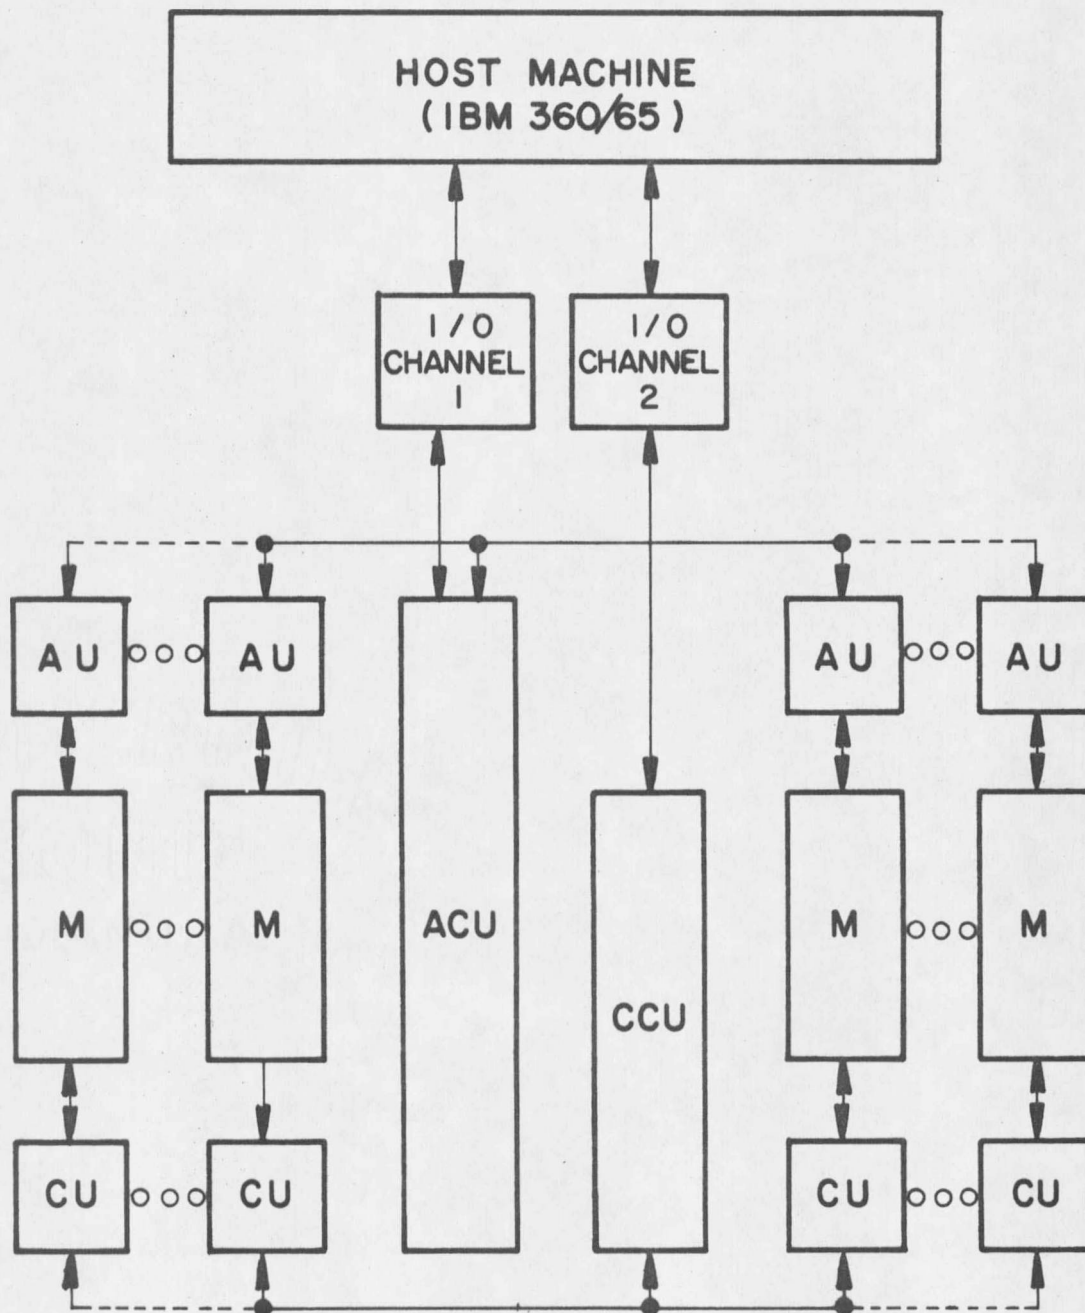 HOST MACHINE
(IBM 360/65)
I/O
CHANNEL
1
I/O
CHANNEL
2
AU
AU
AU
AU
M
M
ACU
M
M
CCU
CU
CU
CU
CU